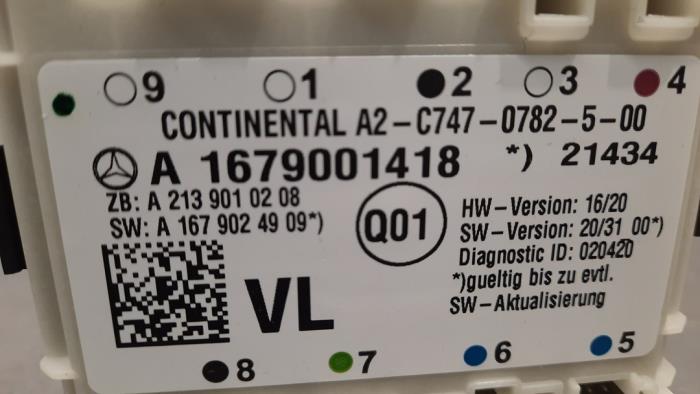 9 1 2 3 4
CONTINENTAL A2-C747-0782-5-00
A 1679001418 *) 21434
ZB: A 213 901 02 08
SW: A 167 902 49 09*)
Q01
HW-Version: 16/20
SW-Version: 20/31 00*)
Diagnostic ID: 020420
*)gueltig bis zu evtl.
SW-Aktualisierung
VL
8 7 6 5